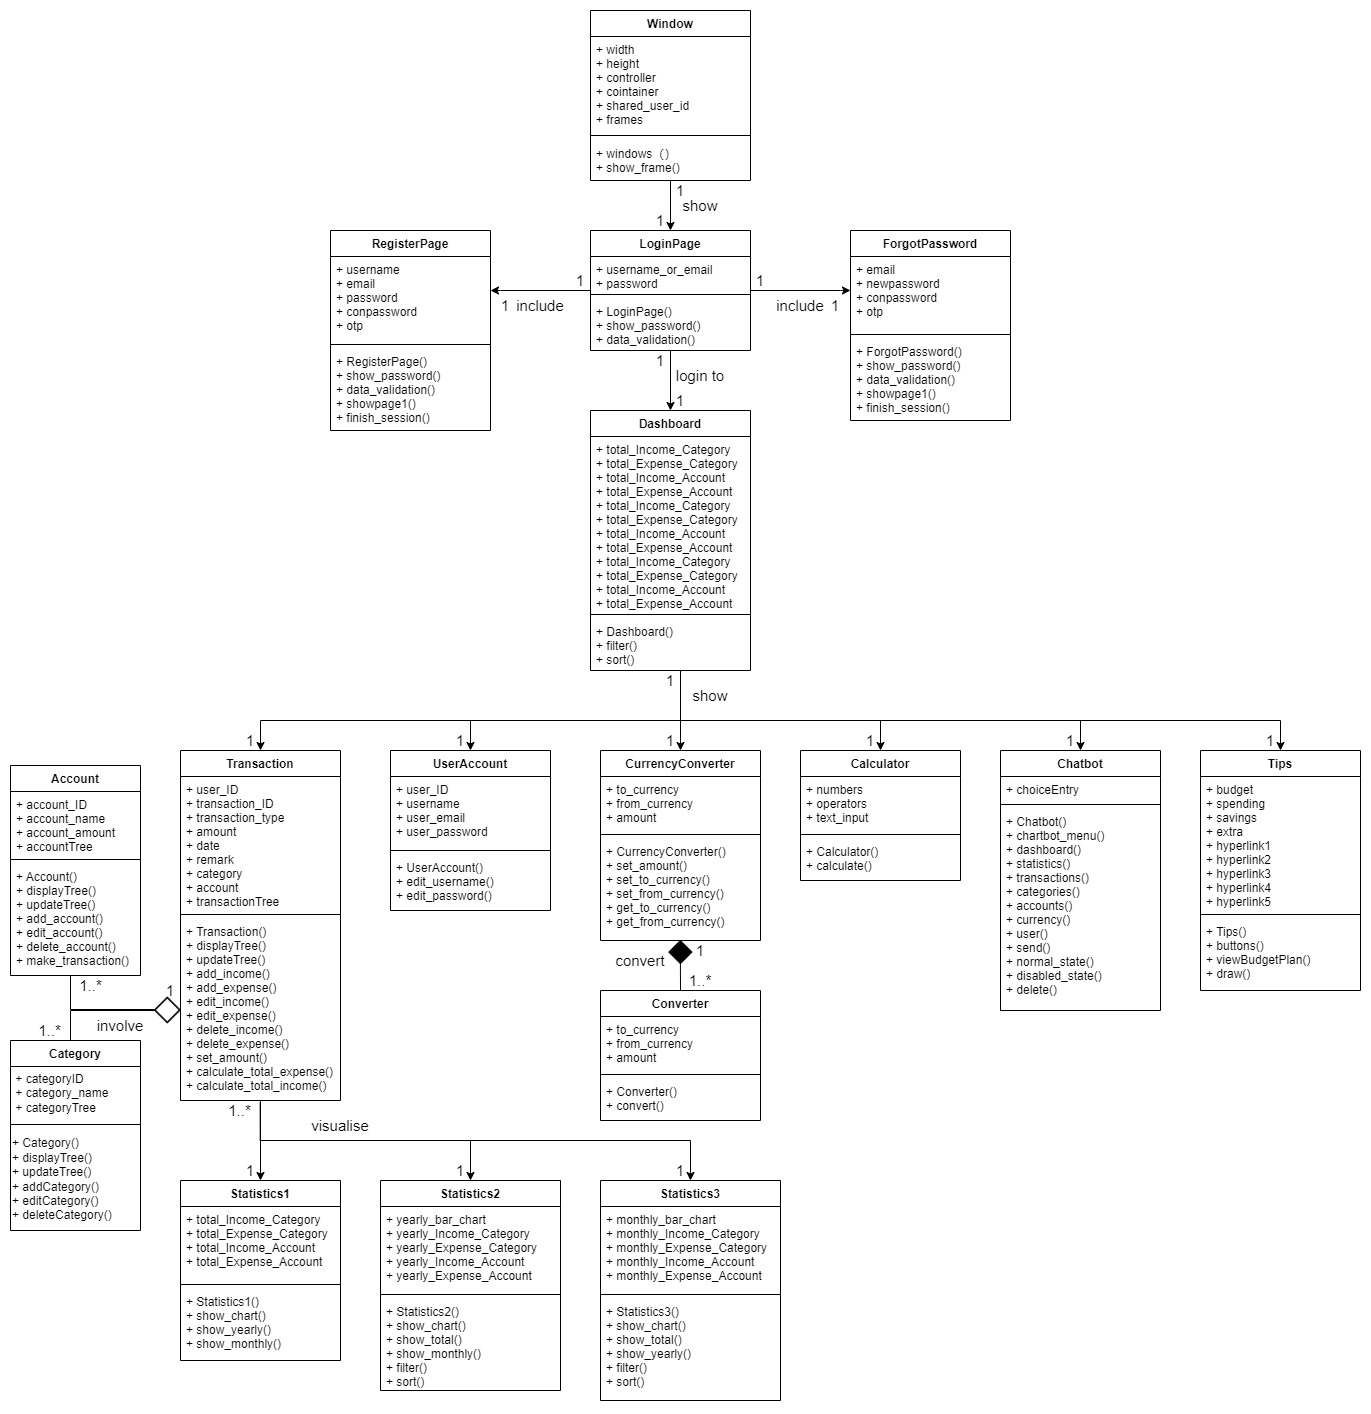 Window
+ width
+ height
+ controller
+ cointainer
+ shared_user_id
+ frames
+ windows ()
+ show_frame()
1
show
1
RegisterPage
+ username
+ email
+ password
+ conpassword
+ otp
+ RegisterPage()
+ show_password()
+ data_validation()
+ showpage1()
+ finish_session()
1
1 include
LoginPage
+ username_or_email
+ password
+ LoginPage()
+ show_password()
+ data_validation()
1
include 1
ForgotPassword
+ email
+ newpassword
+ conpassword
+ otp
+ ForgotPassword()
+ show_password()
+ data_validation()
+ showpage1()
+ finish_session()
1
login to
1
Dashboard
+ total_Income_Category
+ total_Expense_Category
+ total_Income_Account
+ total_Expense_Account
+ total_Income_Category
+ total_Expense_Category
+ total_Income_Account
+ total_Expense_Account
+ total_Income_Category
+ total_Expense_Category
+ total_Income_Account
+ total_Expense_Account
+ Dashboard()
+ filter()
+ sort()
1
show
1
1
1
1
1
1
Account
+ account_ID
+ account_name
+ account_amount
+ accountTree
+ Account()
+ displayTree()
+ updateTree()
+ add_account()
+ edit_account()
+ delete_account()
+ make_transaction()
Transaction
+ user_ID
+ transaction_ID
+ transaction_type
+ amount
+ date
+ remark
+ category
+ account
+ transactionTree
+ Transaction()
+ displayTree()
+ updateTree()
+ add_income()
+ add_expense()
+ edit_income()
+ edit_expense()
+ delete_income()
+ delete_expense()
+ set_amount()
+ calculate_total_expense()
+ calculate_total_income()
UserAccount
+ user_ID
+ username
+ user_email
+ user_password
+ UserAccount()
+ edit_username()
+ edit_password()
CurrencyConverter
+ to_currency
+ from_currency
+ amount
+ CurrencyConverter()
+ set_amount()
+ set_to_currency()
+ set_from_currency()
+ get_to_currency()
+ get_from_currency()
Calculator
+ numbers
+ operators
+ text_input
+ Calculator()
+ calculate()
Chatbot
+ choiceEntry
+ Chatbot()
+ chartbot_menu()
+ dashboard()
+ statistics()
+ transactions()
+ categories()
+ accounts()
+ currency()
+ user()
+ send()
+ normal_state()
+ disabled_state()
+ delete()
Tips
+ budget
+ spending
+ savings
+ extra
+ hyperlink1
+ hyperlink2
+ hyperlink3
+ hyperlink4
+ hyperlink5
+ Tips()
+ buttons()
+ viewBudgetPlan()
+ draw()
1..*
1
1..*
involve
Category
+ categoryID
+ category_name
+ categoryTree
+ Category()
+ displayTree()
+ updateTree()
+ addCategory()
+ editCategory()
+ deleteCategory()
1
convert
1..*
Converter
+ to_currency
+ from_currency
+ amount
+ Converter()
+ convert()
1..*
visualise
1
1
1
Statistics1
+ total_Income_Category
+ total_Expense_Category
+ total_Income_Account
+ total_Expense_Account
+ Statistics1()
+ show_chart()
+ show_yearly()
+ show_monthly()
Statistics2
+ yearly_bar_chart
+ yearly_Income_Category
+ yearly_Expense_Category
+ yearly_Income_Account
+ yearly_Expense_Account
+ Statistics2()
+ show_chart()
+ show_total()
+ show_monthly()
+ filter()
+ sort()
Statistics3
+ monthly_bar_chart
+ monthly_Income_Category
+ monthly_Expense_Category
+ monthly_Income_Account
+ monthly_Expense_Account
+ Statistics3()
+ show_chart()
+ show_total()
+ show_yearly()
+ filter()
+ sort()